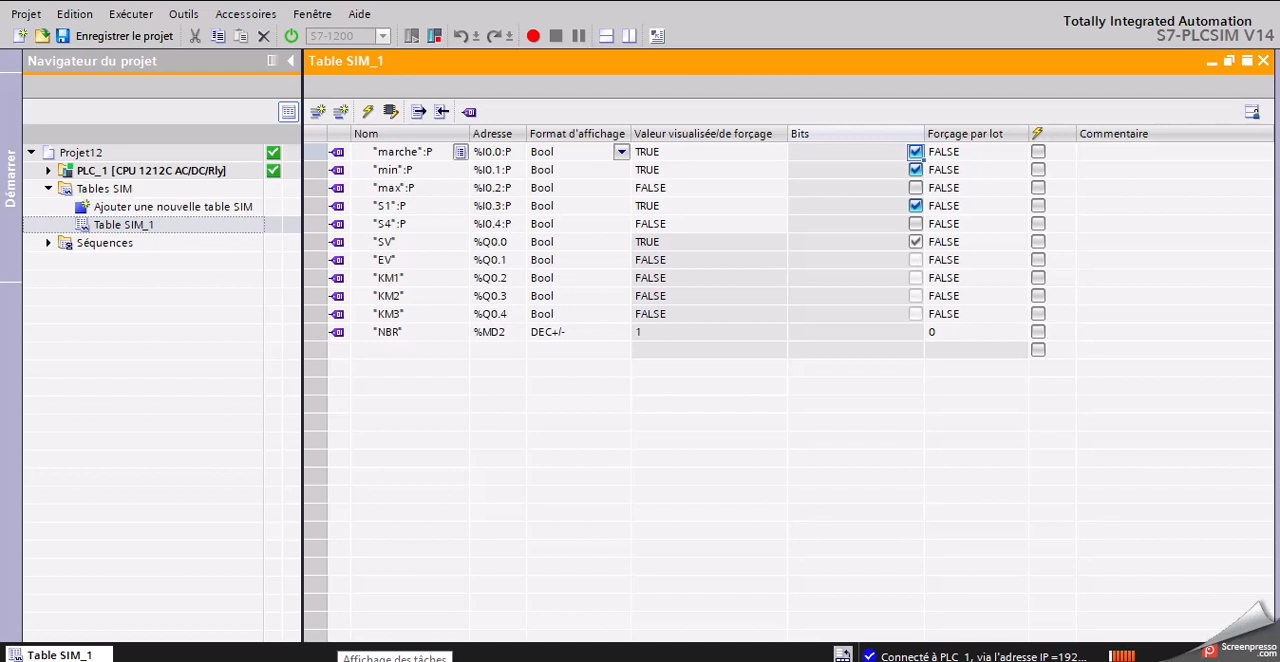 Projet Edition Exécuter Outils Accessoires Fenêtre Aide
Totally Integrated Automation
S7-PLCSIM V14
Enregistrer le projet S7-1200
Navigateur du projet
Table SIM_1
Démarrer
Nom Adresse Format d'affichage Valeur visualisée/de forçage Bits Forçage par lot Commentaire
Projet12
PLC_1 [CPU 1212C AC/DC/Rly]
Tables SIM
Ajouter une nouvelle table SIM
Table SIM_1
Séquences
"marche":P %I0.0:P Bool TRUE FALSE
"min":P %I0.1:P Bool TRUE FALSE
"max":P %I0.2:P Bool FALSE FALSE
"S1":P %I0.3:P Bool TRUE FALSE
"S4":P %I0.4:P Bool FALSE FALSE
"SV" %Q0.0 Bool TRUE FALSE
"EV" %Q0.1 Bool FALSE FALSE
"KM1" %Q0.2 Bool FALSE FALSE
"KM2" %Q0.3 Bool FALSE FALSE
"KM3" %Q0.4 Bool FALSE FALSE
"NBR" %MD2 DEC+/- 1 0
Table SIM_1
Affichage des tâches
Connecté à PLC_1, via l'adresse IP =192...
Screenpresso
.com